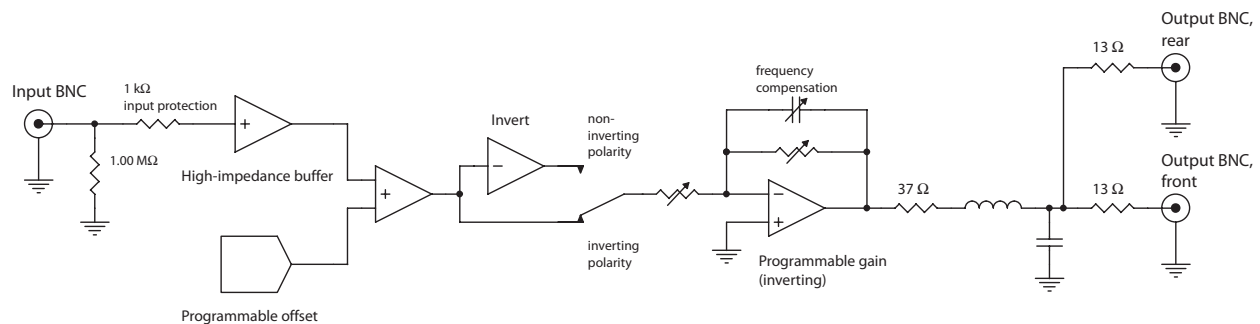 Input BNC
1 kΩ
input protection
1.00 MΩ
High-impedance buffer
Programmable offset
Invert
non-
inverting
polarity
inverting
polarity
frequency
compensation
Programmable gain
(inverting)
37 Ω
13 Ω
Output BNC,
rear
13 Ω
Output BNC,
front